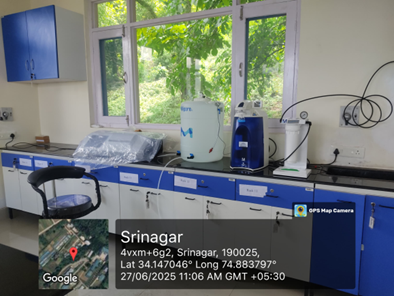 GPS Map Camera
Srinagar
4vxm+6g2, Srinagar, 190025,
Lat 34.147046° Long 74.883797°
27/06/2025 11:06 AM GMT +05:30
Google